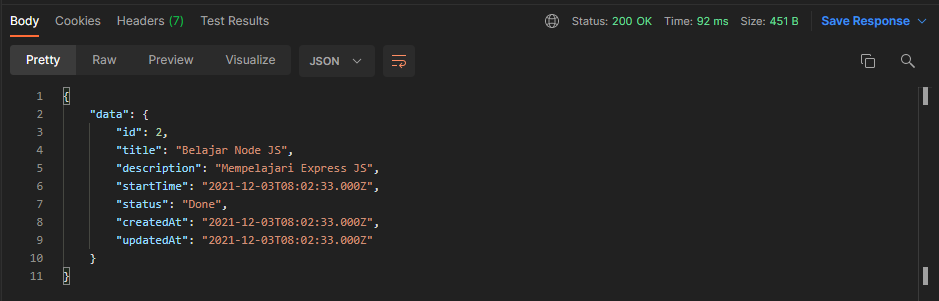 Body Cookies Headers (7) Test Results Status: 200 OK Time: 92 ms Size: 451 B Save Response
Pretty Raw Preview Visualize JSON
1 {
2 "data": {
3 "id": 2,
4 "title": "Belajar Node JS",
5 "description": "Mempelajari Express JS",
6 "startTime": "2021-12-03T08:02:33.000Z",
7 "status": "Done",
8 "createdAt": "2021-12-03T08:02:33.000Z",
9 "updatedAt": "2021-12-03T08:02:33.000Z"
10 }
11 }